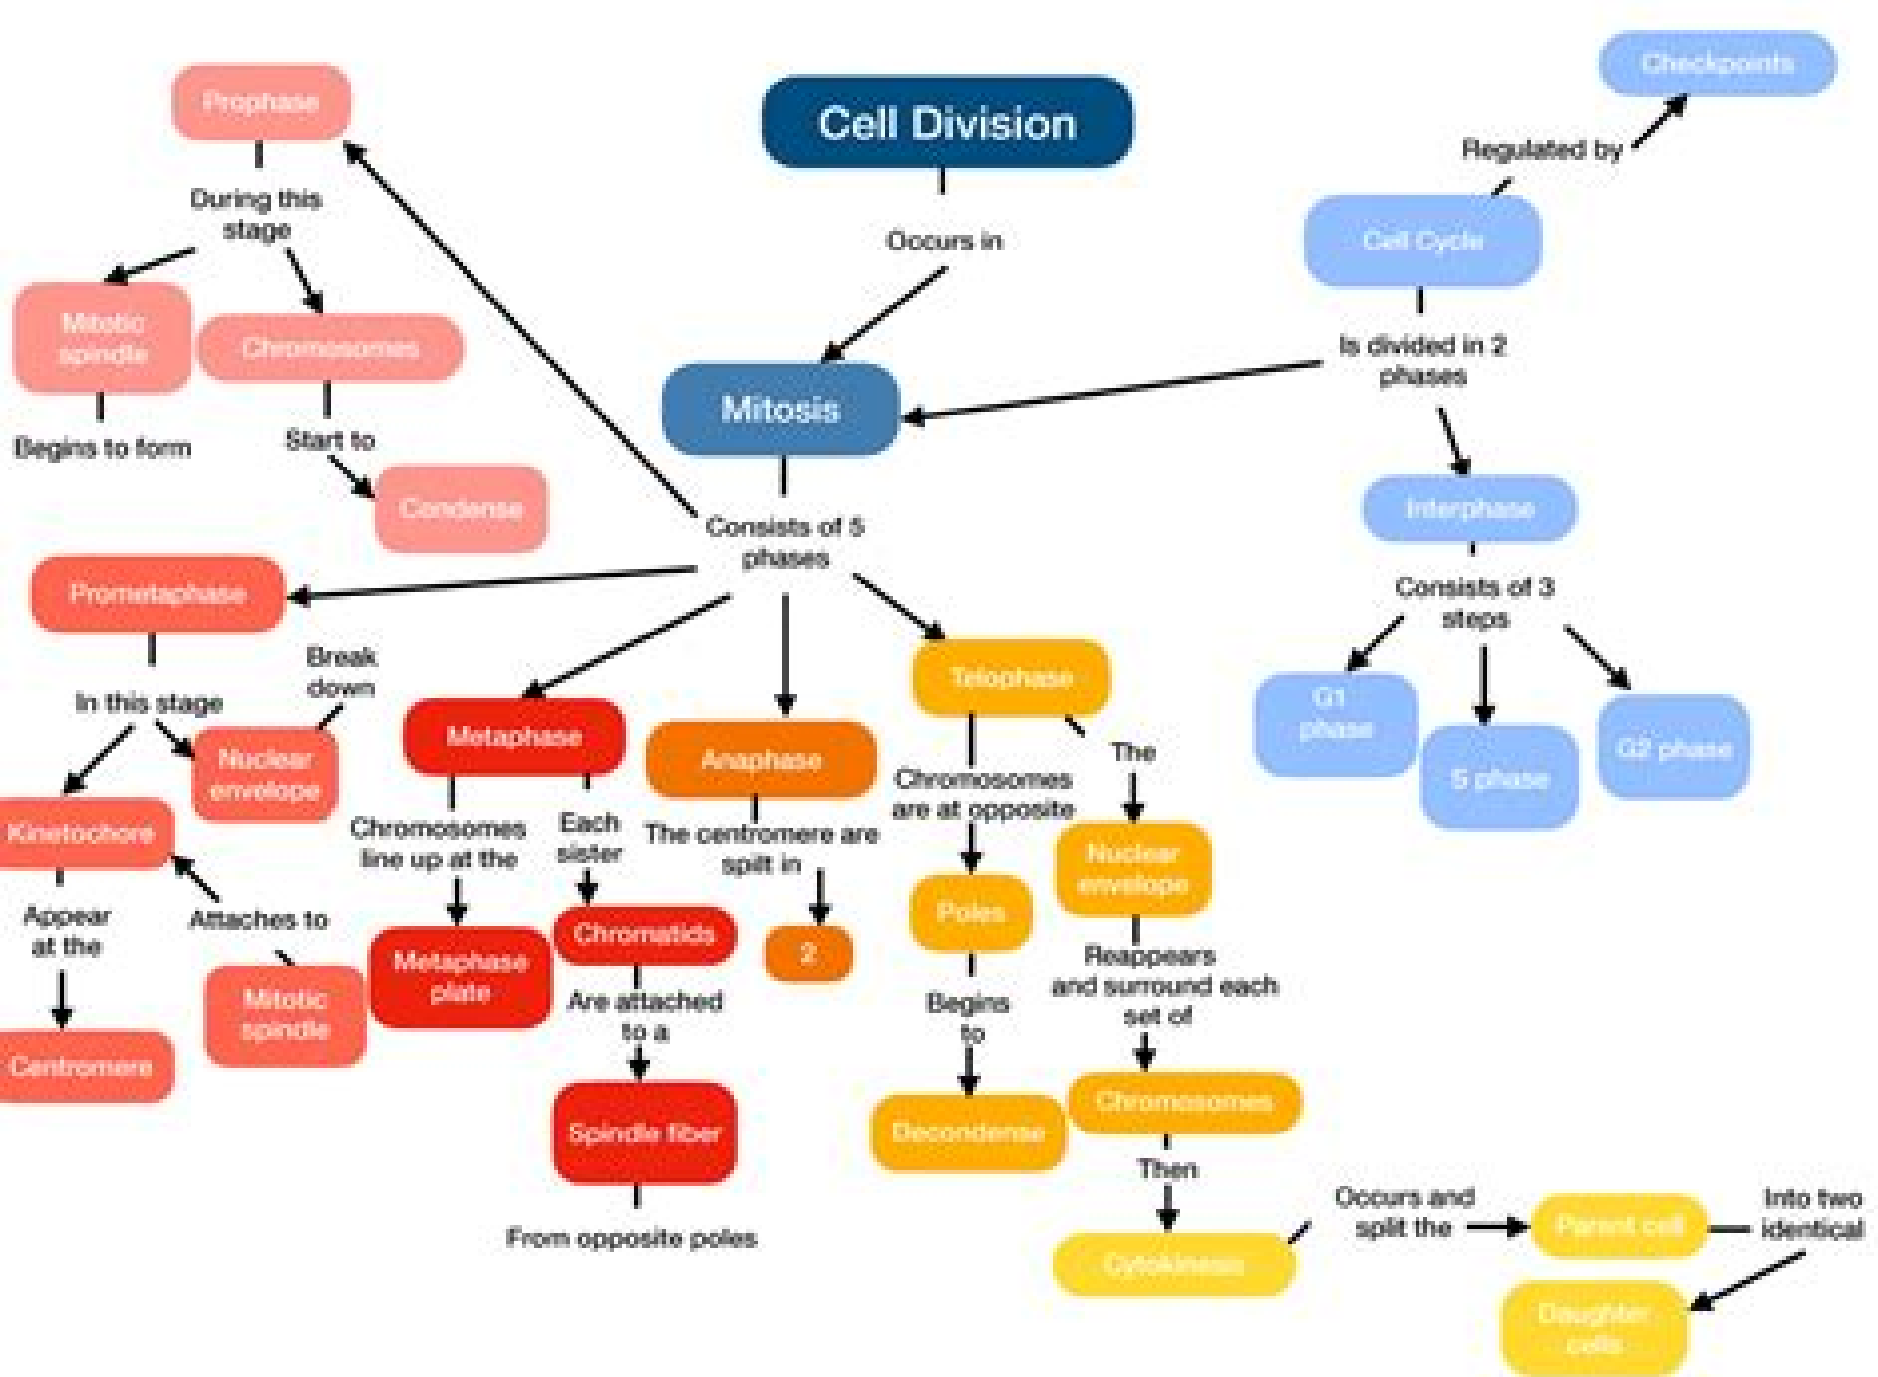 Cell Division
Occurs in
Mitosis
Consists of 5
phases
Prophase
During this
stage
Mitotic
spindle
Begins to form
Chromosomes
Start to
Condense
Prometaphase
In this stage
Break
down
Nuclear
envelope
Kinetochore
Appear
at the
Centromere
Attaches to
Mitotic
spindle
Metaphase
Chromosomes
line up at the
Metaphase
plate
Each
sister
Chromatids
Are attached
to a
Spindle fiber
From opposite poles
Anaphase
The centromere are
spilt in
2
Telophase
Chromosomes
are at opposite
Poles
Begins
to
Decondense
The
Nuclear
envelope
Reappears
and surround each
set of
Chromosomes
Then
Cytokinesis
Occurs and
split the
Parent cell
Into two
identical
Daughter
cells
Checkpoints
Regulated by
Cell Cycle
Is divided in 2
phases
Interphase
Consists of 3
steps
G1
phase
S phase
G2 phase